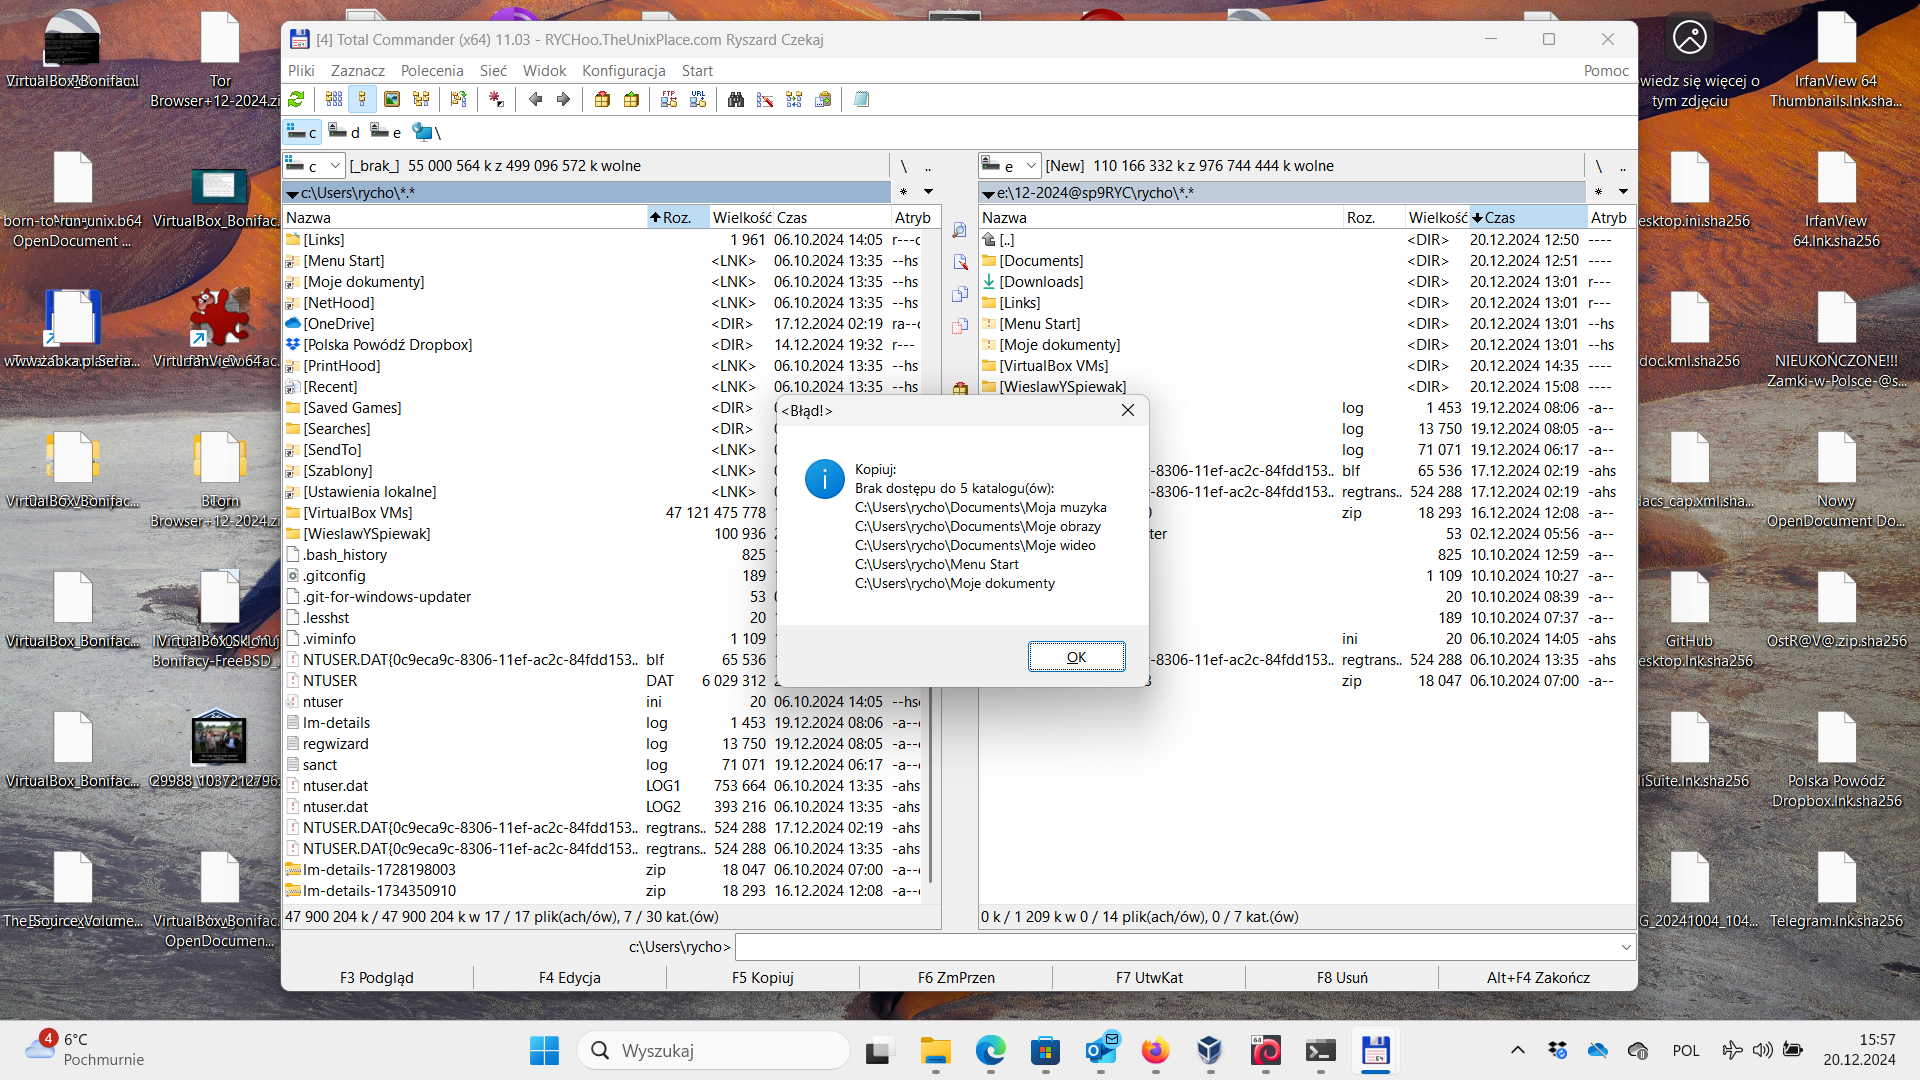 [4] Total Commander (x64) 11.03 - RYCHoo.TheUnixPlace.com Ryszard Czekaj
Pliki Zaznacz Polecenia Sieć Widok Konfiguracja Start Pomoc
c d e \
c [_brak_] 55 000 564 k z 499 096 572 k wolne \ ..
e [New] 110 166 332 k z 976 744 444 k wolne \ ..
c:\Users\rycho\*.* * 
e:\12-2024@sp9RYC\rycho\*.* *
Nazwa Roz. Wielkość Czas Atryb
[Links] 1 961 06.10.2024 14:05 r---
[Menu Start] <LNK> 06.10.2024 13:35 --hs
[Moje dokumenty] <LNK> 06.10.2024 13:35 --hs
[NetHood] <LNK> 06.10.2024 13:35 --hs
[OneDrive] <DIR> 17.12.2024 02:19 ra--
[Polska Powódź Dropbox] <DIR> 14.12.2024 19:32 r---
[PrintHood] <LNK> 06.10.2024 13:35 --hs
[Recent] <LNK> 06.10.2024 13:35 --hs
[Saved Games] <DIR>
[Searches] <DIR>
[SendTo] <LNK>
[Szablony] <LNK>
[Ustawienia lokalne] <LNK>
[VirtualBox VMs] 47 121 475 778
[WieslawYSpiewak] 100 936
.bash_history 825
.gitconfig 189
.git-for-windows-updater 53
.lesshst 20
.viminfo 1 109
NTUSER.DAT{0c9eca9c-8306-11ef-ac2c-84fdd153.. blf 65 536
NTUSER DAT 6 029 312
ntuser ini 20 06.10.2024 14:05 --hs
lm-details log 1 453 19.12.2024 08:06 -a--
regwizard log 13 750 19.12.2024 08:05 -a--
sanct log 71 071 19.12.2024 06:17 -a--
ntuser.dat LOG1 753 664 06.10.2024 13:35 -ahs
ntuser.dat LOG2 393 216 06.10.2024 13:35 -ahs
NTUSER.DAT{0c9eca9c-8306-11ef-ac2c-84fdd153.. regtrans.. 524 288 17.12.2024 02:19 -ahs
NTUSER.DAT{0c9eca9c-8306-11ef-ac2c-84fdd153.. regtrans.. 524 288 06.10.2024 13:35 -ahs
lm-details-1728198003 zip 18 047 06.10.2024 07:00 -a--
lm-details-1734350910 zip 18 293 16.12.2024 12:08 -a--
47 900 204 k / 47 900 204 k w 17 / 17 plik(ach/ów), 7 / 30 kat.(ów)
Nazwa Roz. Wielkość Czas Atryb
[..] <DIR> 20.12.2024 12:50 ----
[Documents] <DIR> 20.12.2024 12:51 ----
[Downloads] <DIR> 20.12.2024 13:01 r---
[Links] <DIR> 20.12.2024 13:01 r---
[Menu Start] <DIR> 20.12.2024 13:01 --hs
[Moje dokumenty] <DIR> 20.12.2024 13:01 --hs
[VirtualBox VMs] <DIR> 20.12.2024 14:35 ----
[WieslawYSpiewak] <DIR> 20.12.2024 15:08 ----
log 1 453 19.12.2024 08:06 -a--
log 13 750 19.12.2024 08:05 -a--
log 71 071 19.12.2024 06:17 -a--
-8306-11ef-ac2c-84fdd153.. blf 65 536 17.12.2024 02:19 -ahs
-8306-11ef-ac2c-84fdd153.. regtrans.. 524 288 17.12.2024 02:19 -ahs
0 zip 18 293 16.12.2024 12:08 -a--
ter 53 02.12.2024 05:56 -a--
825 10.10.2024 12:59 -a--
1 109 10.10.2024 10:27 -a--
20 10.10.2024 08:39 -a--
189 10.10.2024 07:37 -a--
ini 20 06.10.2024 14:05 -ahs
-8306-11ef-ac2c-84fdd153.. regtrans.. 524 288 06.10.2024 13:35 -ahs
3 zip 18 047 06.10.2024 07:00 -a--
0 k / 1 209 k w 0 / 14 plik(ach/ów), 0 / 7 kat.(ów)
<Błąd!>
Kopiuj:
Brak dostępu do 5 katalogu(ów):
C:\Users\rycho\Documents\Moja muzyka
C:\Users\rycho\Documents\Moje obrazy
C:\Users\rycho\Documents\Moje wideo
C:\Users\rycho\Menu Start
C:\Users\rycho\Moje dokumenty
OK
c:\Users\rycho>
F3 Podgląd F4 Edycja F5 Kopiuj F6 ZmPrzen F7 UtwKat F8 Usuń Alt+F4 Zakończ
Tor
Browser+12-2024.zi
OpenDocument ...
VirtualBox_Bonifac.
VirtualBox_Bonifac...
Browser+12-2024.zi
VirtualBox_Bonifac...
Bonifacy-FreeBSD_
VirtualBox_Bonifac...
OpenDocumen...
wiedz się więcej o
tym zdjęciu
IrfanView 64
Thumbnails.lnk.sha...
esktop.ini.sha256
IrfanView
64.lnk.sha256
doc.kml.sha256
NIEUKOŃCZONE!!!
Zamki-w-Polsce-@s...
dacs_cap.xml.sha...
Nowy
OpenDocument Do...
GitHub
esktop.lnk.sha256
OstR@V@.zip.sha256
liSuite.lnk.sha256
Polska Powódź
Dropbox.lnk.sha256
G_20241004_104...
Telegram.lnk.sha256
4
6°C
Pochmurnie
Wyszukaj
POL
15:57
20.12.2024